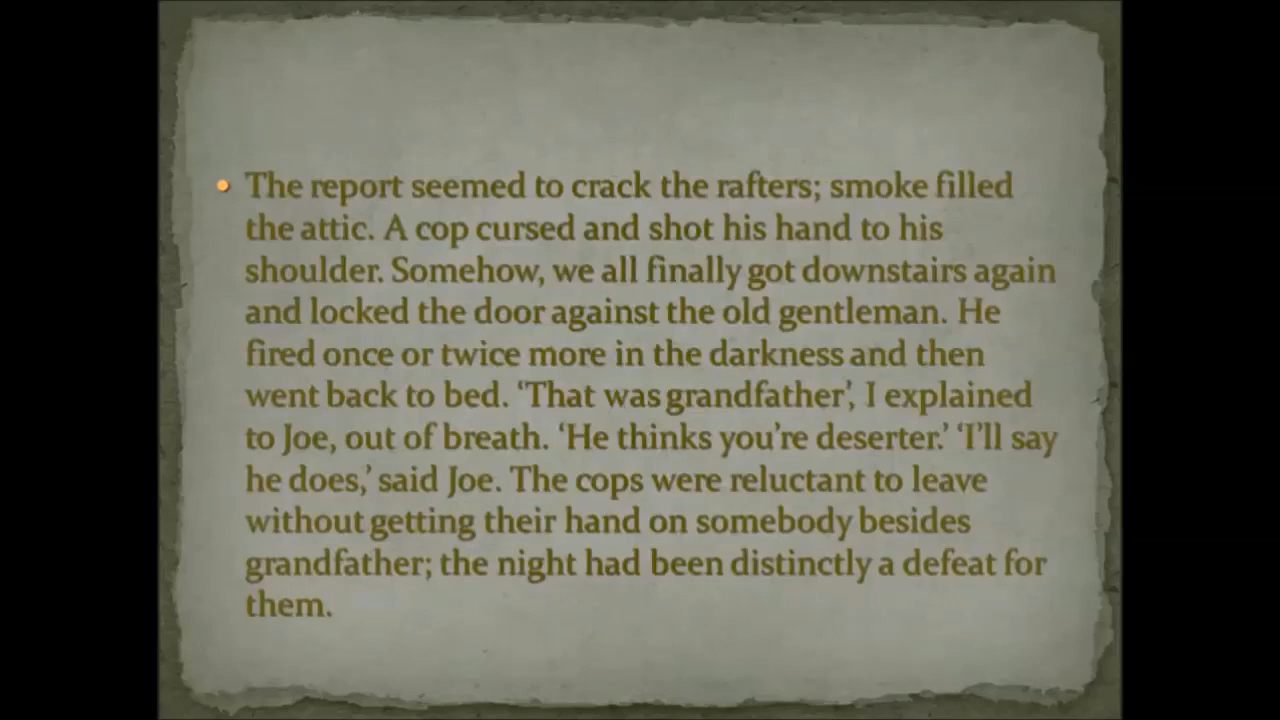 • The report seemed to crack the rafters; smoke filled
the attic. A cop cursed and shot his hand to his
shoulder. Somehow, we all finally got downstairs again
and locked the door against the old gentleman. He
fired once or twice more in the darkness and then
went back to bed. ‘That was grandfather’, I explained
to Joe, out of breath. ‘He thinks you’re deserter.’ ‘I’ll say
he does,’ said Joe. The cops were reluctant to leave
without getting their hand on somebody besides
grandfather; the night had been distinctly a defeat for
them.